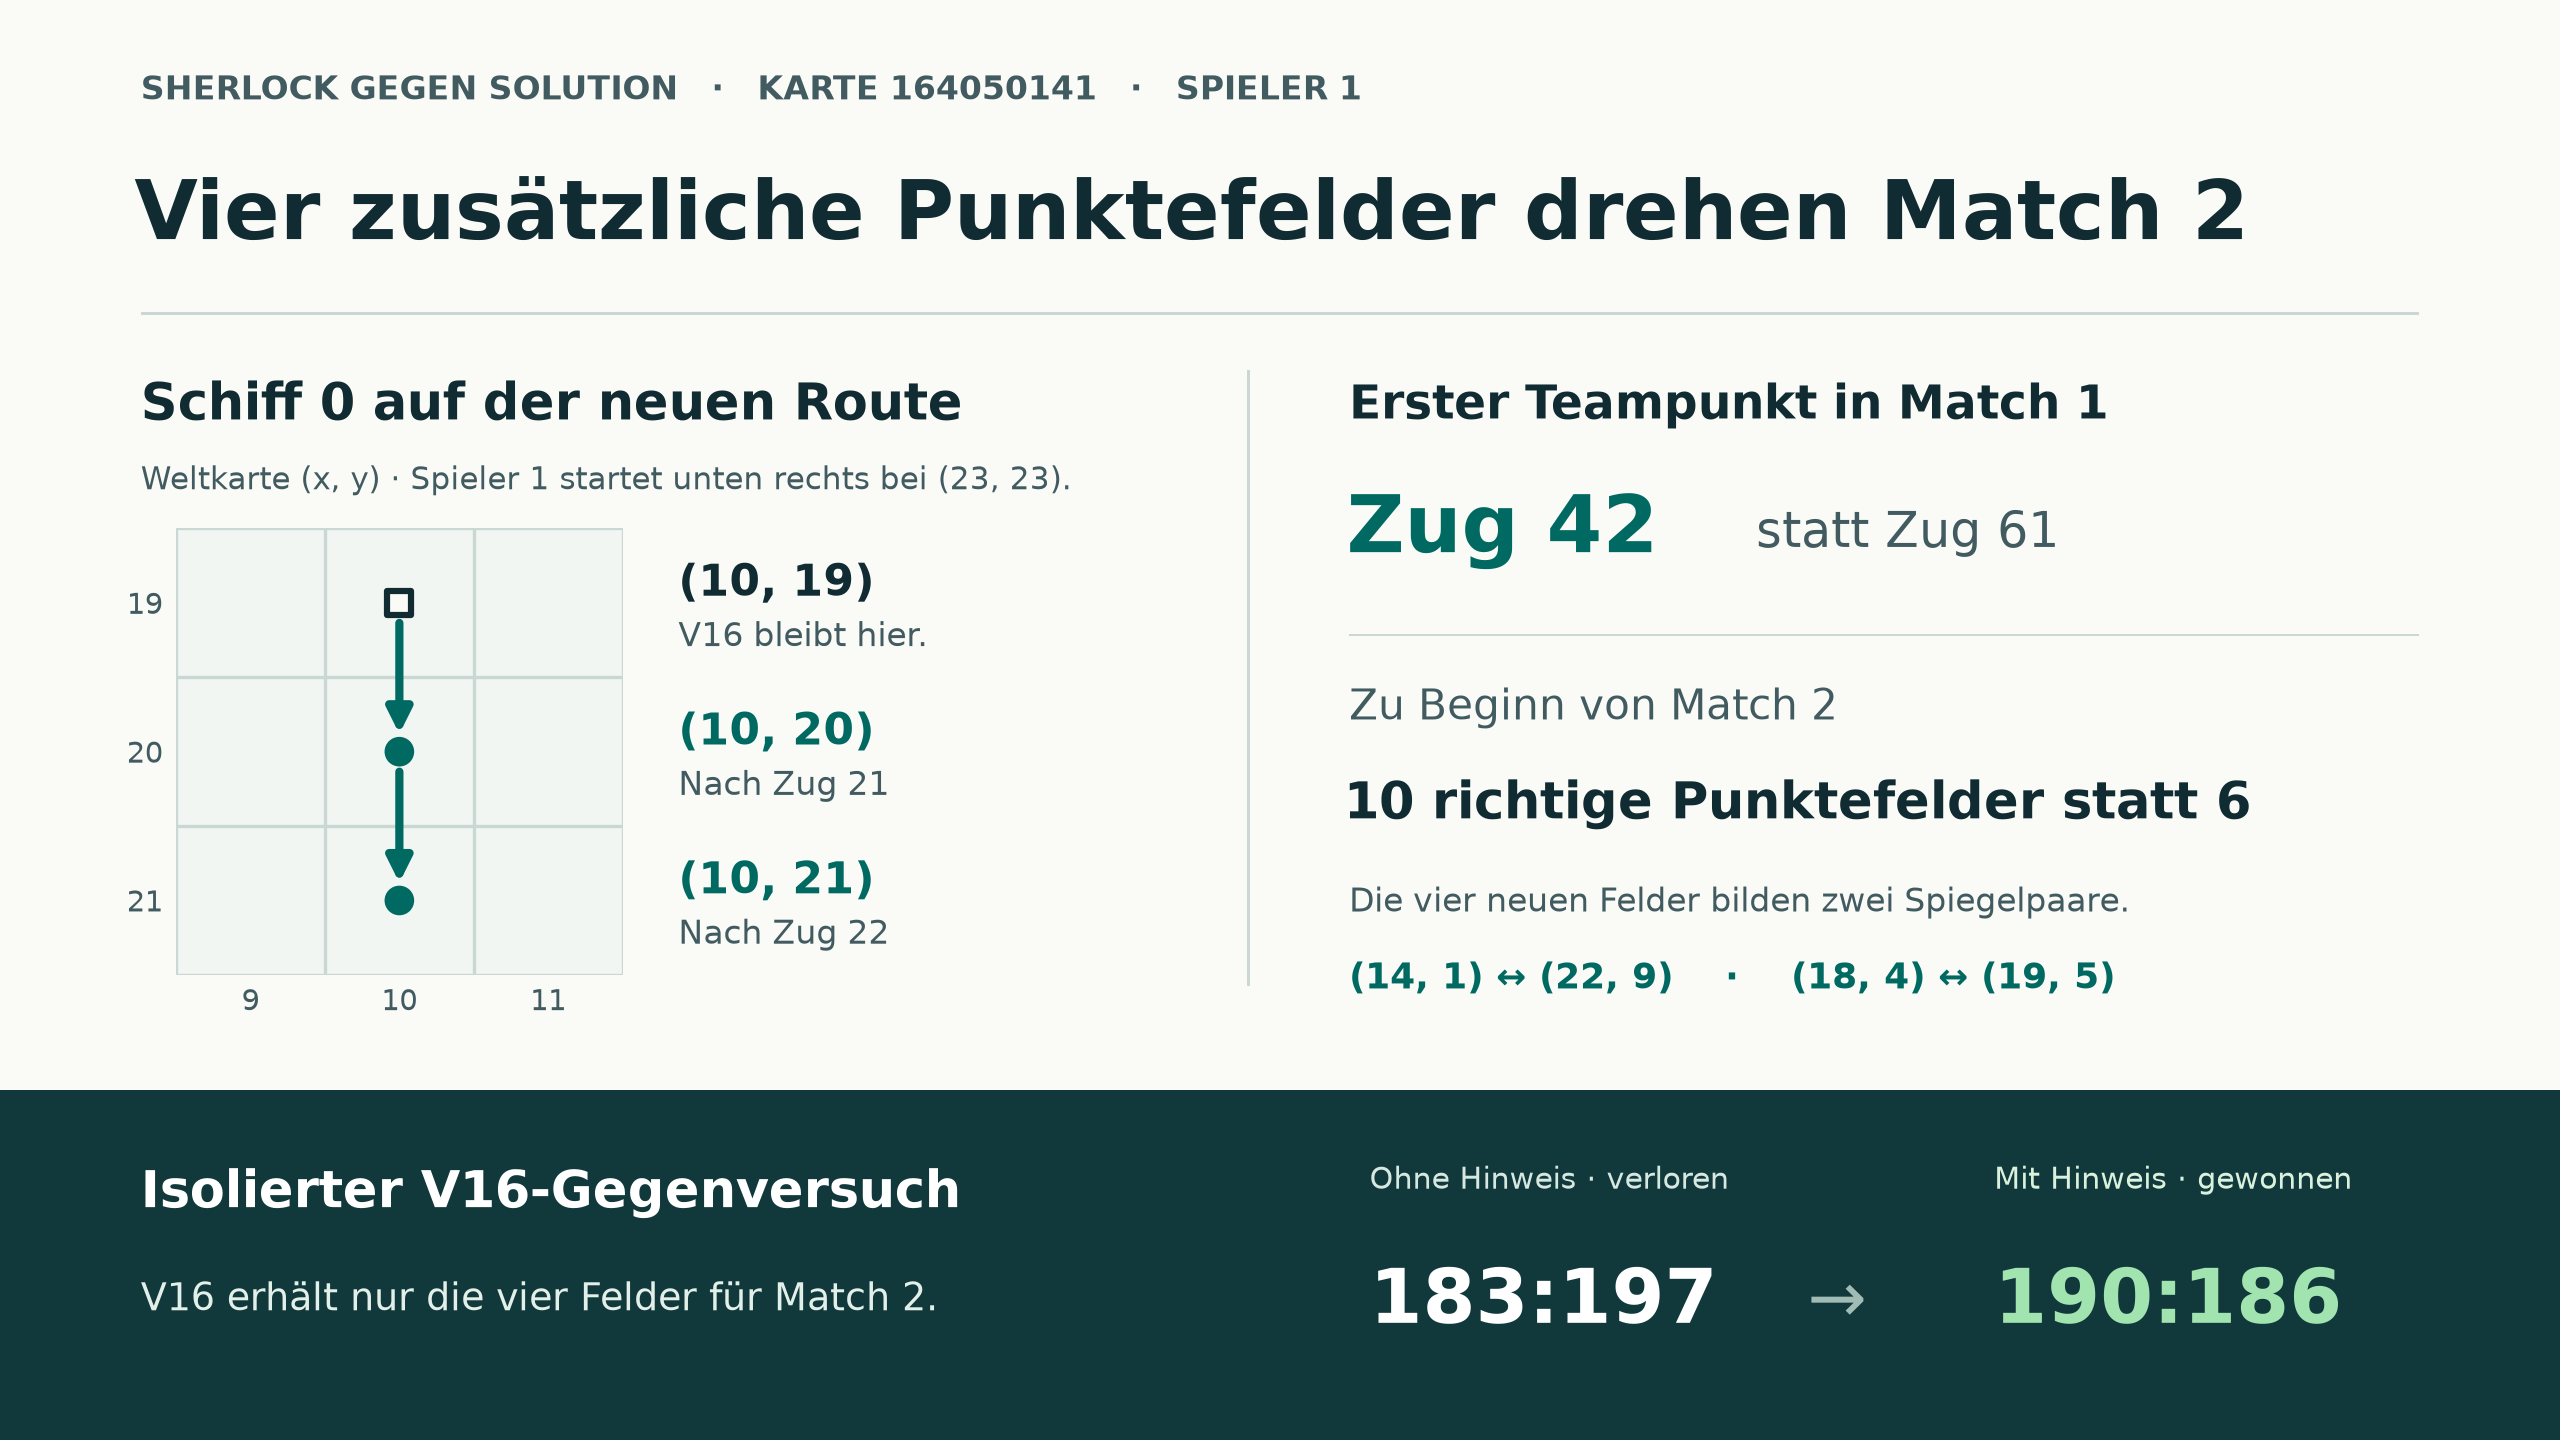 SHERLOCK GEGEN SOLUTION · KARTE 164050141 · SPIELER 1
Vier zusätzliche Punktefelder drehen Match 2
Schiff 0 auf der neuen Route
Weltkarte (x, y) · Spieler 1 startet unten rechts bei (23, 23).
19
20
21
9 10 11
(10, 19)
V16 bleibt hier.
(10, 20)
Nach Zug 21
(10, 21)
Nach Zug 22
Erster Teampunkt in Match 1
Zug 42 statt Zug 61
Zu Beginn von Match 2
10 richtige Punktefelder statt 6
Die vier neuen Felder bilden zwei Spiegelpaare.
(14, 1) ↔ (22, 9) · (18, 4) ↔ (19, 5)
Isolierter V16-Gegenversuch
V16 erhält nur die vier Felder für Match 2.
Ohne Hinweis · verloren
183:197
→
Mit Hinweis · gewonnen
190:186